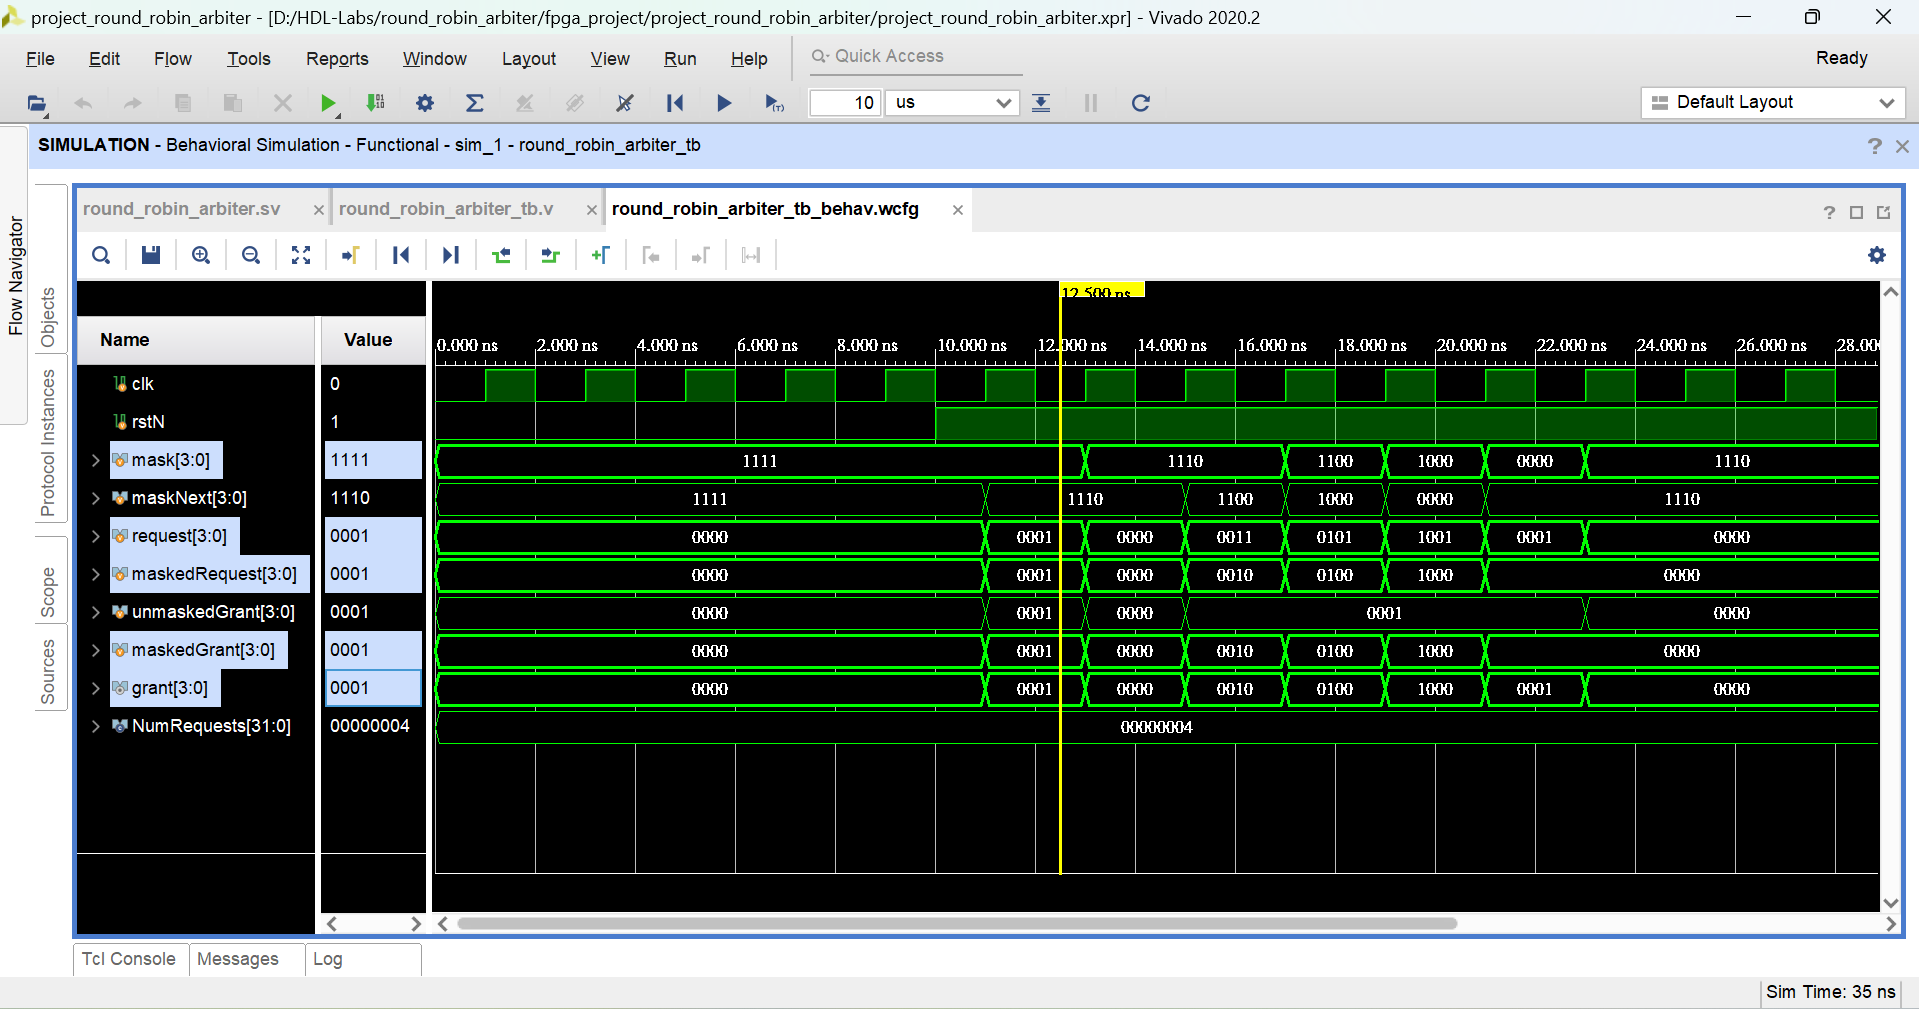 project_round_robin_arbiter - [D:/HDL-Labs/round_robin_arbiter/fpga_project/project_round_robin_arbiter/project_round_robin_arbiter.xpr] - Vivado 2020.2
File Edit Flow Tools Reports Window Layout View Run Help Quick Access Ready
10 us Default Layout
SIMULATION - Behavioral Simulation - Functional - sim_1 - round_robin_arbiter_tb
Flow Navigator
Objects
Protocol Instances
Scope
Sources
round_robin_arbiter.sv round_robin_arbiter_tb.v round_robin_arbiter_tb_behav.wcfg
12.500 ns
Name Value
0.000 ns 2.000 ns 4.000 ns 6.000 ns 8.000 ns 10.000 ns 12.000 ns 14.000 ns 16.000 ns 18.000 ns 20.000 ns 22.000 ns 24.000 ns 26.000 ns 28.00
clk 0
rstN 1
mask[3:0] 1111 1111 1110 1100 1000 0000 1110
maskNext[3:0] 1110 1111 1110 1100 1000 0000 1110
request[3:0] 0001 0000 0001 0000 0011 0101 1001 0001 0000
maskedRequest[3:0] 0001 0000 0001 0000 0010 0100 1000 0000
unmaskedGrant[3:0] 0001 0000 0001 0000 0001 0000
maskedGrant[3:0] 0001 0000 0001 0000 0010 0100 1000 0000
grant[3:0] 0001 0000 0001 0000 0010 0100 1000 0001 0000
NumRequests[31:0] 00000004 00000004
Tcl Console Messages Log
Sim Time: 35 ns